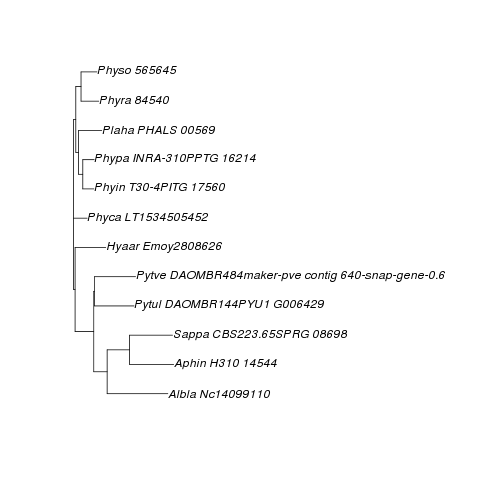 Physo 565645
Phyra 84540
Plaha PHALS 00569
Phypa INRA-310PPTG 16214
Phyin T30-4PITG 17560
Phyca LT1534505452
Hyaar Emoy2808626
Pytve DAOMBR484maker-pve contig 640-snap-gene-0.6
Pytul DAOMBR144PYU1 G006429
Sappa CBS223.65SPRG 08698
Aphin H310 14544
Albla Nc14099110